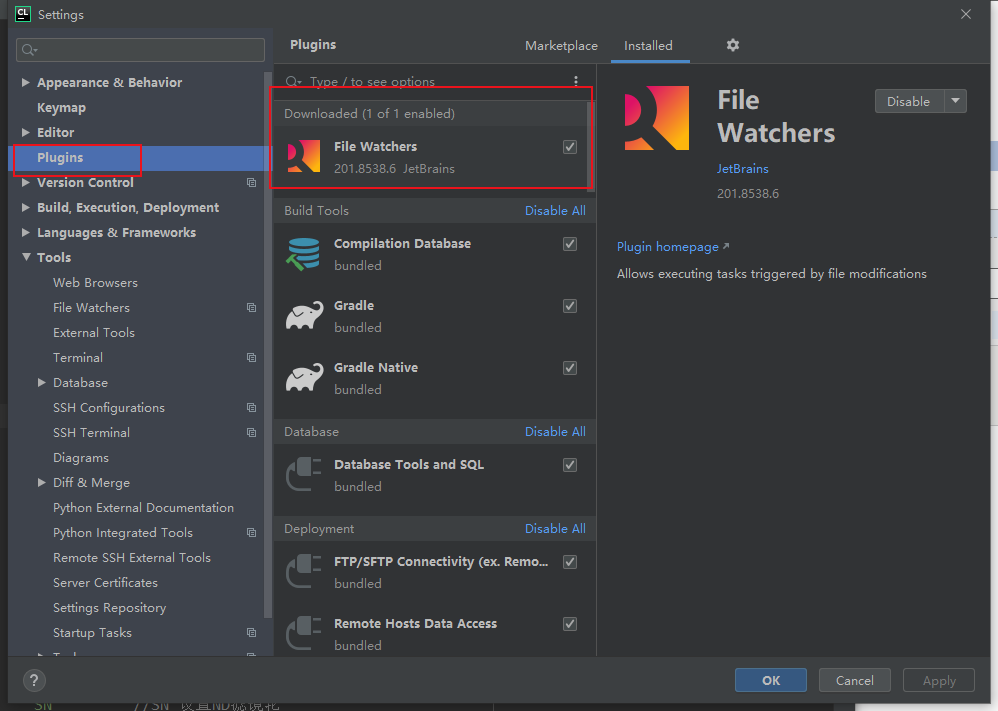 CL
Settings
Appearance & Behavior
Keymap
Editor
Plugins
Version Control
Build, Execution, Deployment
Languages & Frameworks
Tools
Web Browsers
File Watchers
External Tools
Terminal
Database
SSH Configurations
SSH Terminal
Diagrams
Diff & Merge
Python External Documentation
Python Integrated Tools
Remote SSH External Tools
Server Certificates
Settings Repository
Startup Tasks
Plugins
Marketplace
Installed
Type / to see options
Downloaded (1 of 1 enabled)
File Watchers
201.8538.6 JetBrains
Build Tools
Disable All
Compilation Database
bundled
Gradle
bundled
Gradle Native
bundled
Database
Disable All
Database Tools and SQL
bundled
Deployment
Disable All
FTP/SFTP Connectivity (ex. Remo...
bundled
Remote Hosts Data Access
bundled
File
Watchers
Disable
JetBrains
201.8538.6
Plugin homepage
Allows executing tasks triggered by file modifications
?
OK
Cancel
Apply
SN //SN